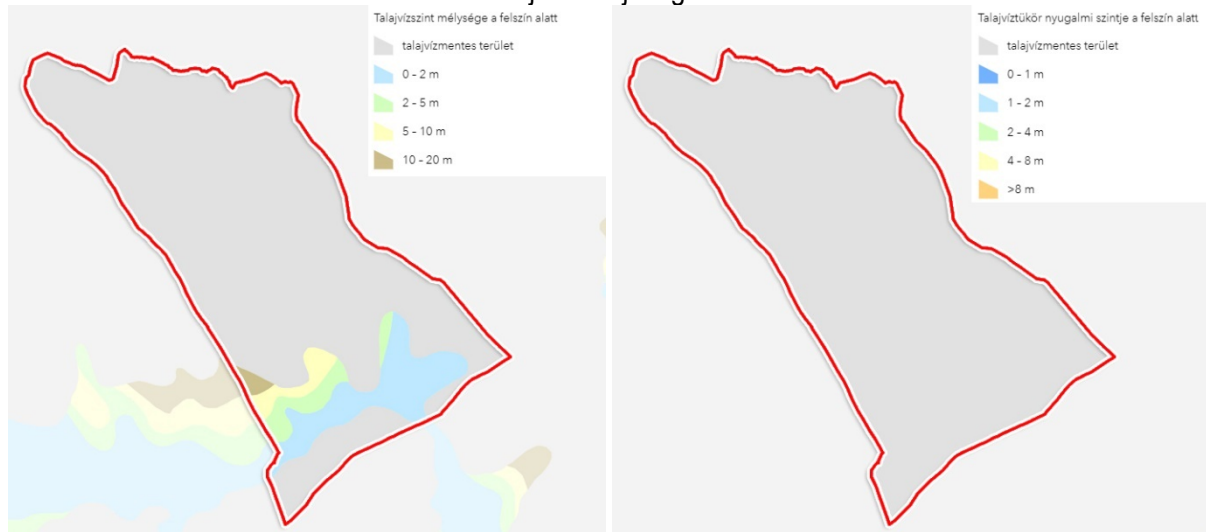 Talajvízszint mélysége a felszín alatt
talajvízmentes terület
0 - 2 m
2 - 5 m
5 - 10 m
10 - 20 m
Talajvíztükör nyugalmi szintje a felszín alatt
talajvízmentes terület
0 - 1 m
1 - 2 m
2 - 4 m
4 - 8 m
>8 m